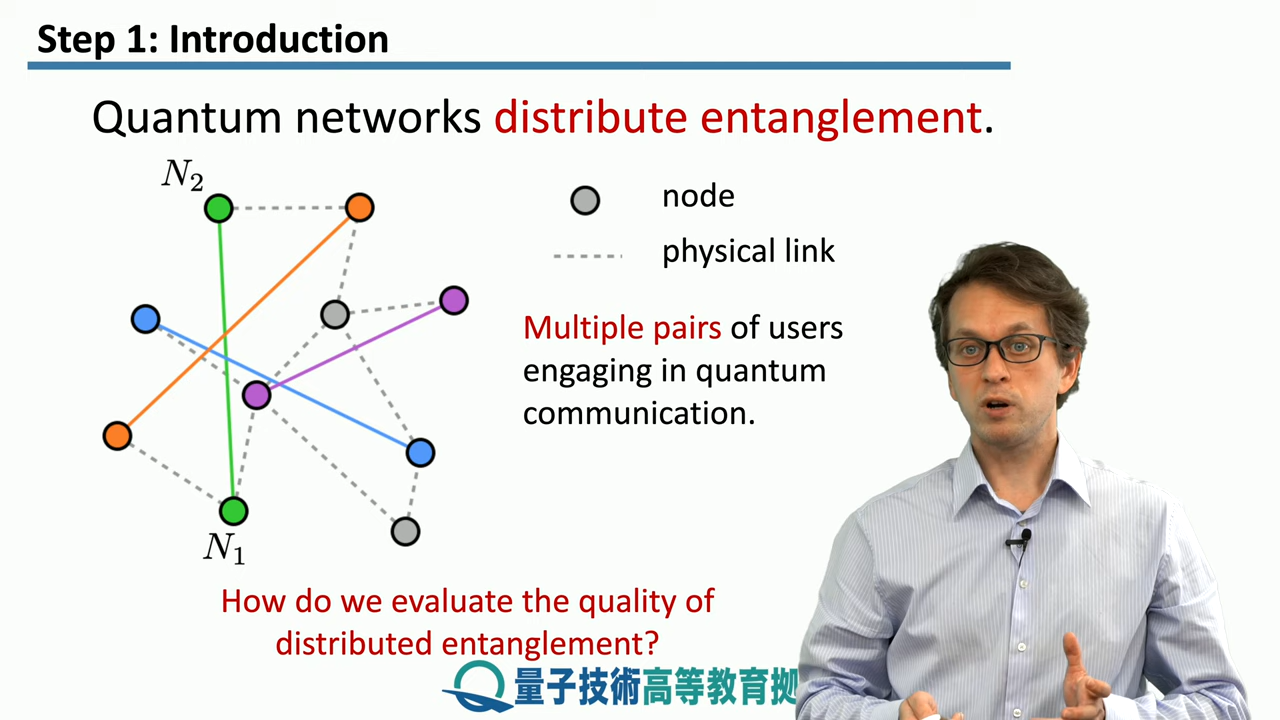 Step 1: Introduction
Quantum networks distribute entanglement.
N₂
node
physical link
Multiple pairs of users
engaging in quantum
communication.
N₁
How do we evaluate the quality of
distributed entanglement?
量子技術高等教育拠